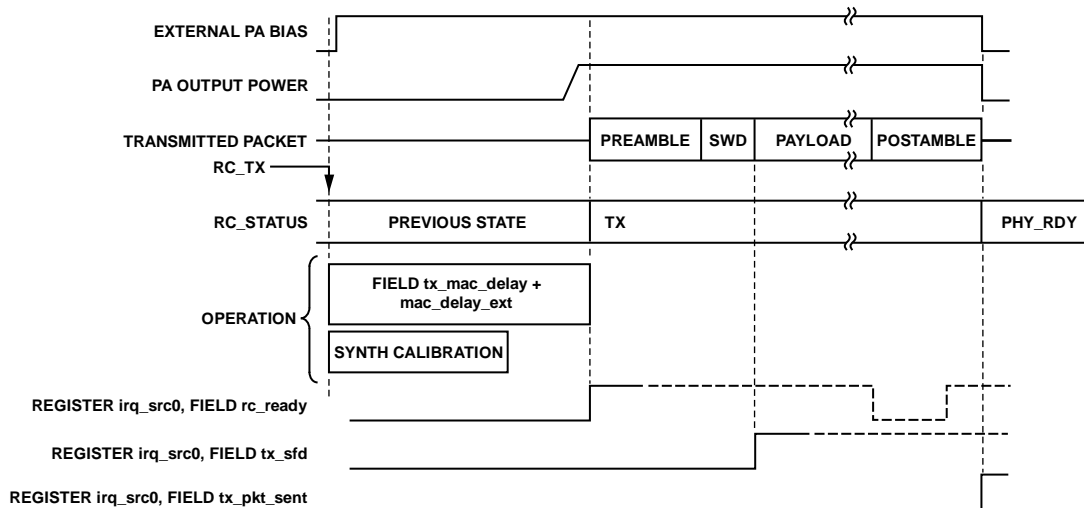 EXTERNAL PA BIAS
PA OUTPUT POWER
TRANSMITTED PACKET
PREAMBLE
SWD
PAYLOAD
POSTAMBLE
RC_TX
RC_STATUS
PREVIOUS STATE
TX
PHY_RDY
OPERATION
FIELD tx_mac_delay +
mac_delay_ext
SYNTH CALIBRATION
REGISTER irq_src0, FIELD rc_ready
REGISTER irq_src0, FIELD tx_sfd
REGISTER irq_src0, FIELD tx_pkt_sent